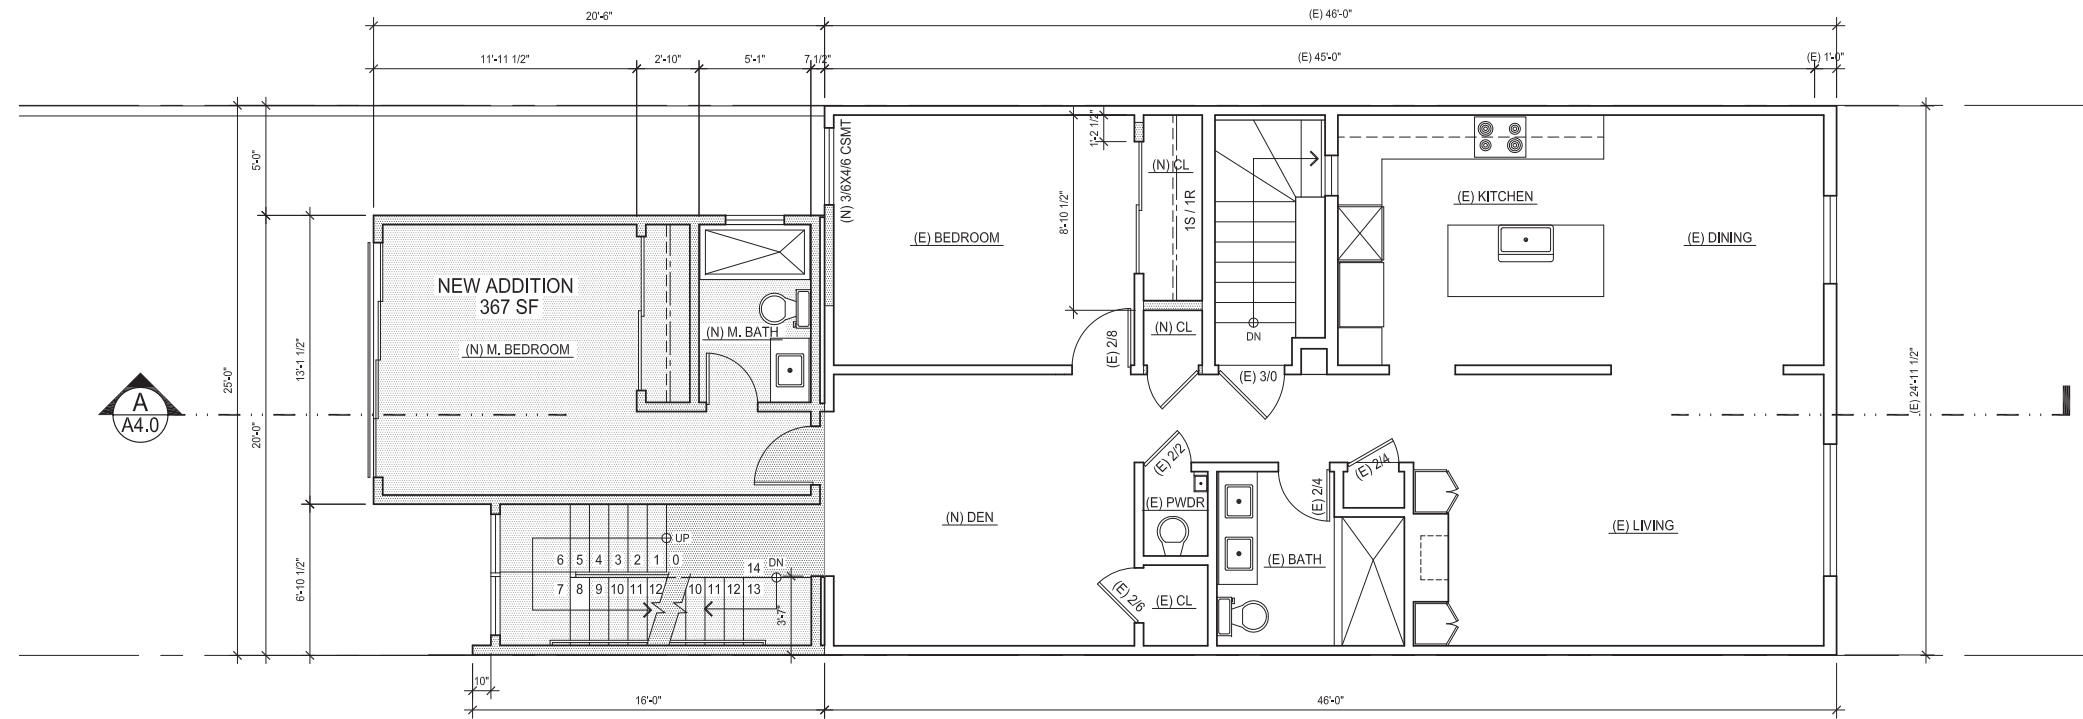 20'-6"
(E) 46'-0"
11'-11 1/2"
2'-10"
5'-1"
7 1/2"
(E) 45'-0"
(E) 1'-0"
5'-0"
25'-0"
13'-1 1/2"
20'-0"
6'-10 1/2"
(N) 3/6X4/6 CSMT
1'-2 1/2"
8'-10 1/2"
(N) CL
1S / 1R
(E) KITCHEN
(E) BEDROOM
(E) DINING
NEW ADDITION
367 SF
(N) M. BEDROOM
(N) M. BATH
(E) 2/8
(N) CL
DN
(E) 3/0
A
A4.0
(E) 24'-11 1/2"
(E) 2/2
(E) 2/4
(E) 2/4
(E) PWDR
(N) DEN
(E) LIVING
(E) BATH
UP
6 5 4 3 2 1 0
14 DN
7 8 9 10 11 12 10 11 12 13
3'-7"
(E) 2/6
(E) CL
10"
16'-0"
46'-0"